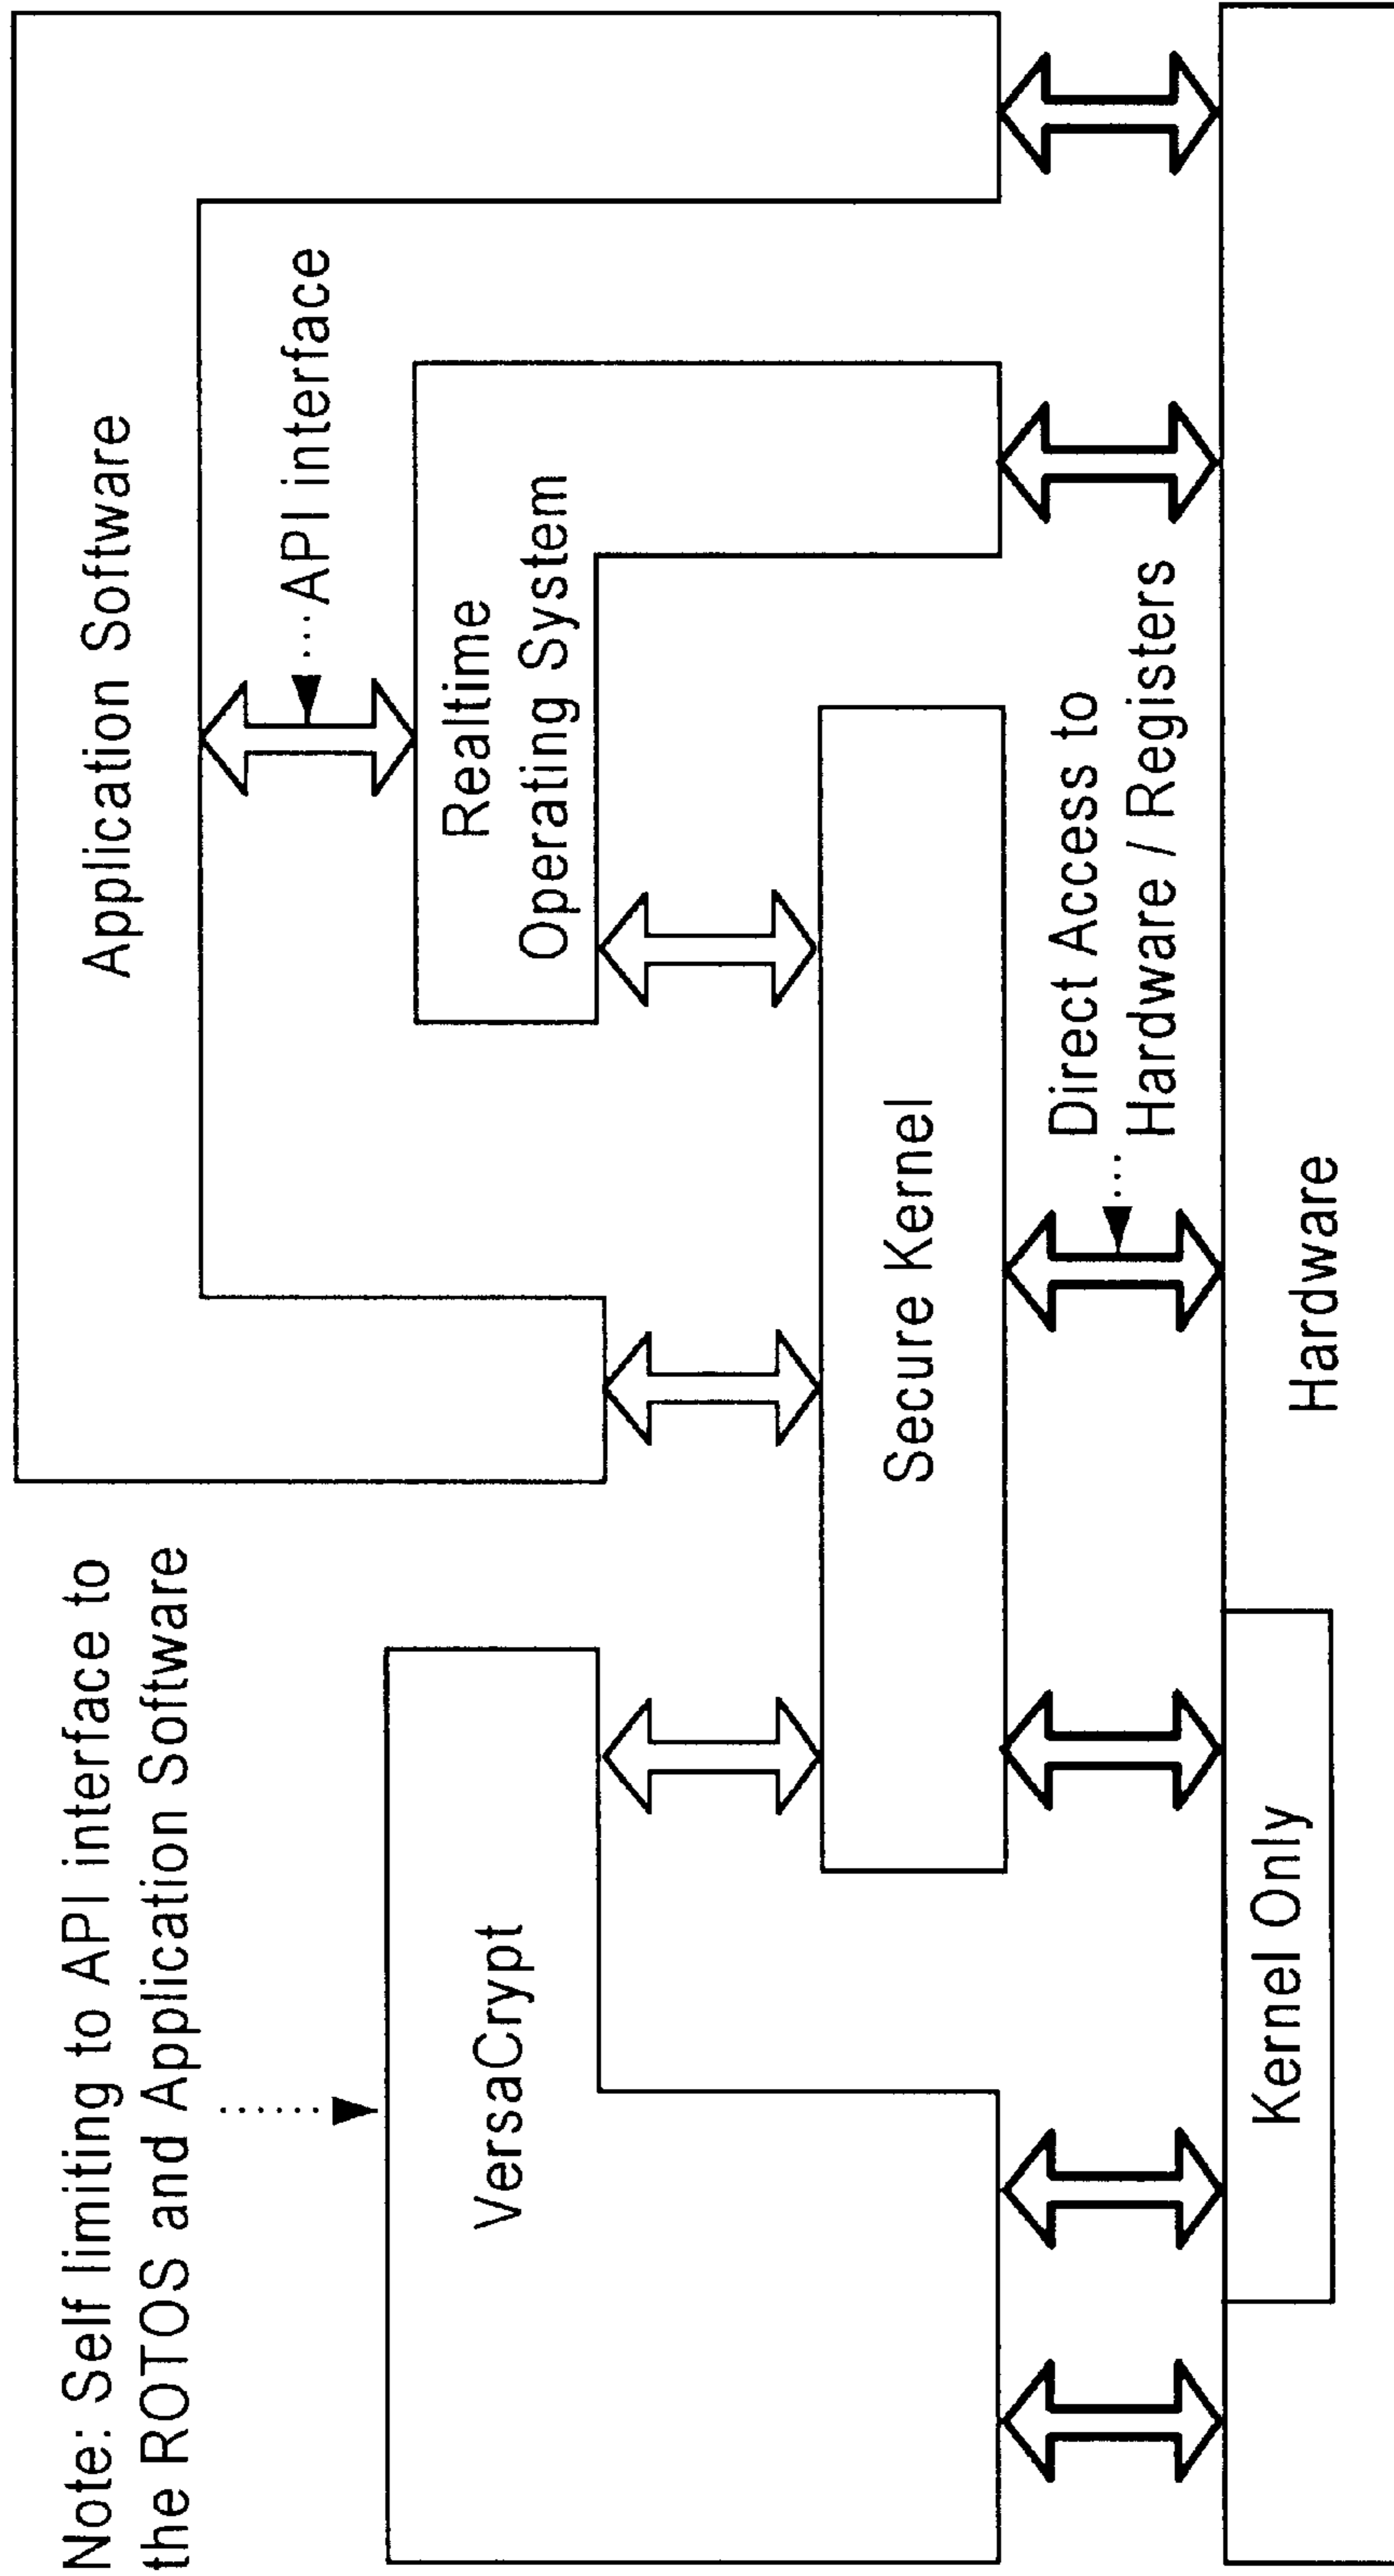 Note: Self limiting to API interface to
the ROTOS and Application Software
Application Software
API interface
VersaCrypt
Realtime
Operating System
Secure Kernel
Direct Access to
Hardware / Registers
Kernel Only
Hardware